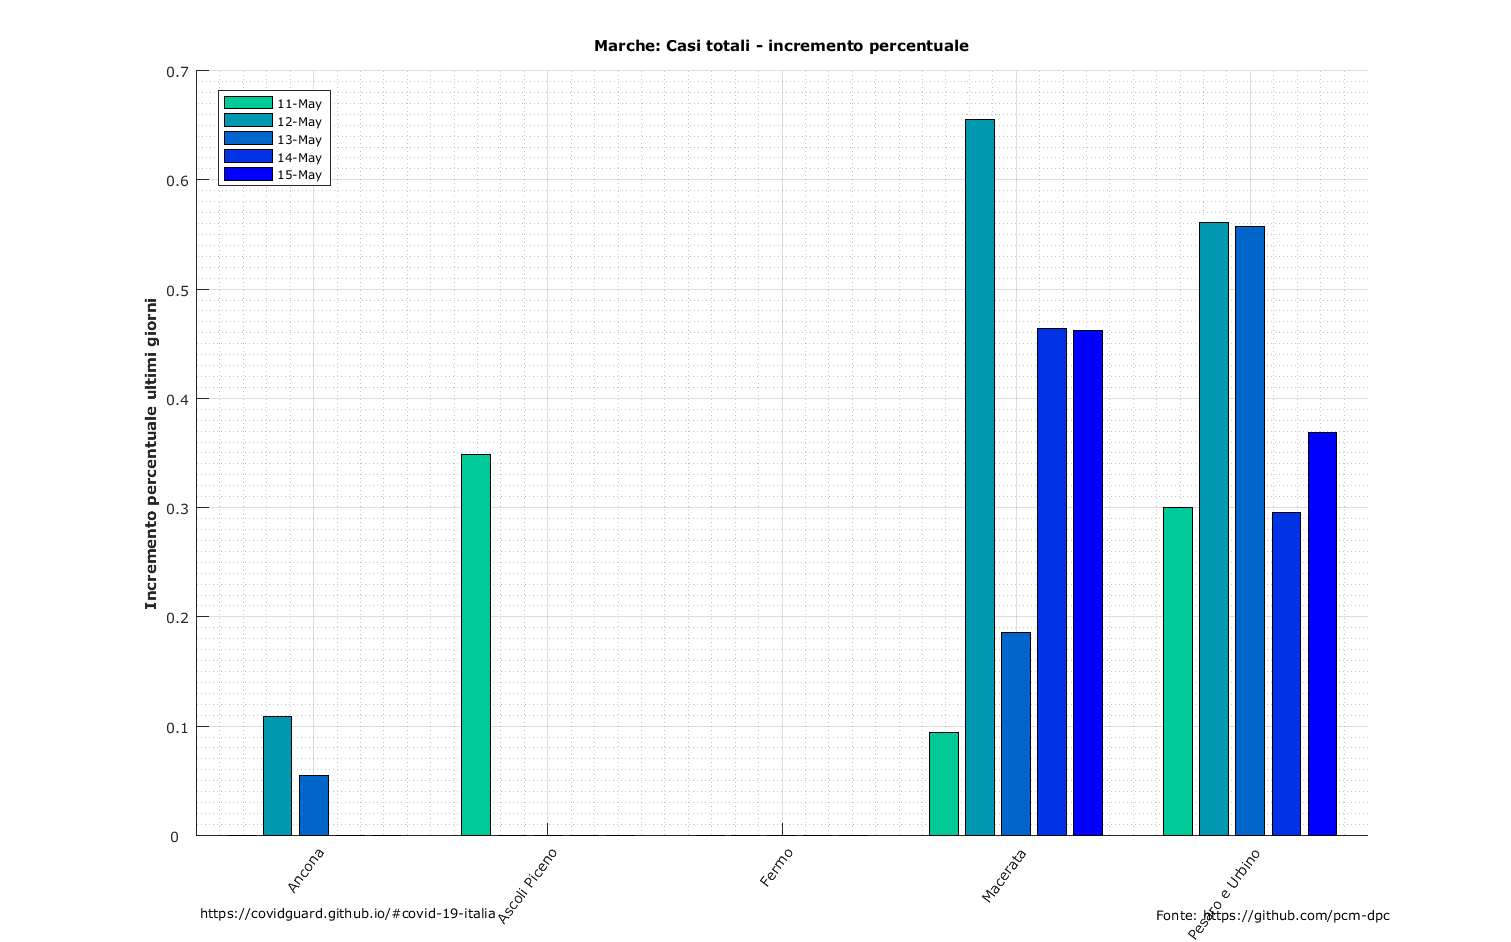 Marche: Casi totali - incremento percentuale
Incremento percentuale ultimi giorni
0.7
0.6
0.5
0.4
0.3
0.2
0.1
0
11-May
12-May
13-May
14-May
15-May
Ancona
Ascoli Piceno
Fermo
Macerata
Pesaro e Urbino
https://covidguard.github.io/#covid-19-italia
Fonte: https://github.com/pcm-dpc